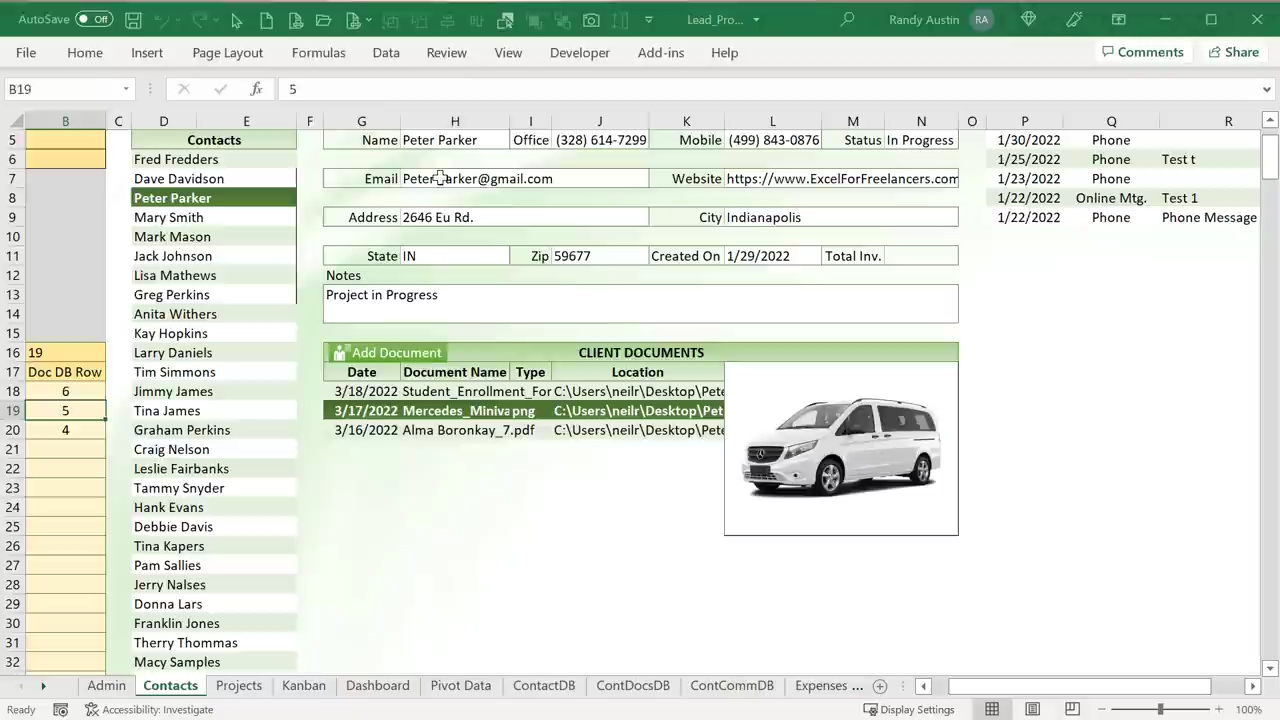 AutoSave Off Lead_Pro... Randy Austin RA
File Home Insert Page Layout Formulas Data Review View Developer Add-ins Help Comments Share
B19 fx 5
B C D E F G H I J K L M N O P Q R
5 Contacts Name Peter Parker Office (328) 614-7299 Mobile (499) 843-0876 Status In Progress 1/30/2022 Phone
6 Fred Fredders 1/25/2022 Phone Test t
7 Dave Davidson Email Peter arker@gmail.com Website https://www.ExcelForFreelancers.com 1/23/2022 Phone
8 Peter Parker 1/22/2022 Online Mtg. Test 1
9 Mary Smith Address 2646 Eu Rd. City Indianapolis 1/22/2022 Phone Phone Message
10 Mark Mason
11 Jack Johnson State IN Zip 59677 Created On 1/29/2022 Total Inv.
12 Lisa Mathews Notes
13 Greg Perkins Project in Progress
14 Anita Withers
15 Kay Hopkins
16 19 Larry Daniels Add Document CLIENT DOCUMENTS
17 Doc DB Row Tim Simmons Date Document Name Type Location
18 6 Jimmy James 3/18/2022 Student_Enrollment_For C:\Users\neilr\Desktop\Pete
19 5 Tina James 3/17/2022 Mercedes_Miniva png C:\Users\neilr\Desktop\Pet
20 4 Graham Perkins 3/16/2022 Alma Boronkay_7.pdf C:\Users\neilr\Desktop\Pete
21 Craig Nelson
22 Leslie Fairbanks
23 Tammy Snyder
24 Hank Evans
25 Debbie Davis
26 Tina Kapers
27 Pam Sallies
28 Jerry Nalses
29 Donna Lars
30 Franklin Jones
31 Therry Thommas
32 Macy Samples
Admin Contacts Projects Kanban Dashboard Pivot Data ContactDB ContDocsDB ContCommDB Expenses ...
Ready Accessibility: Investigate Display Settings 100%